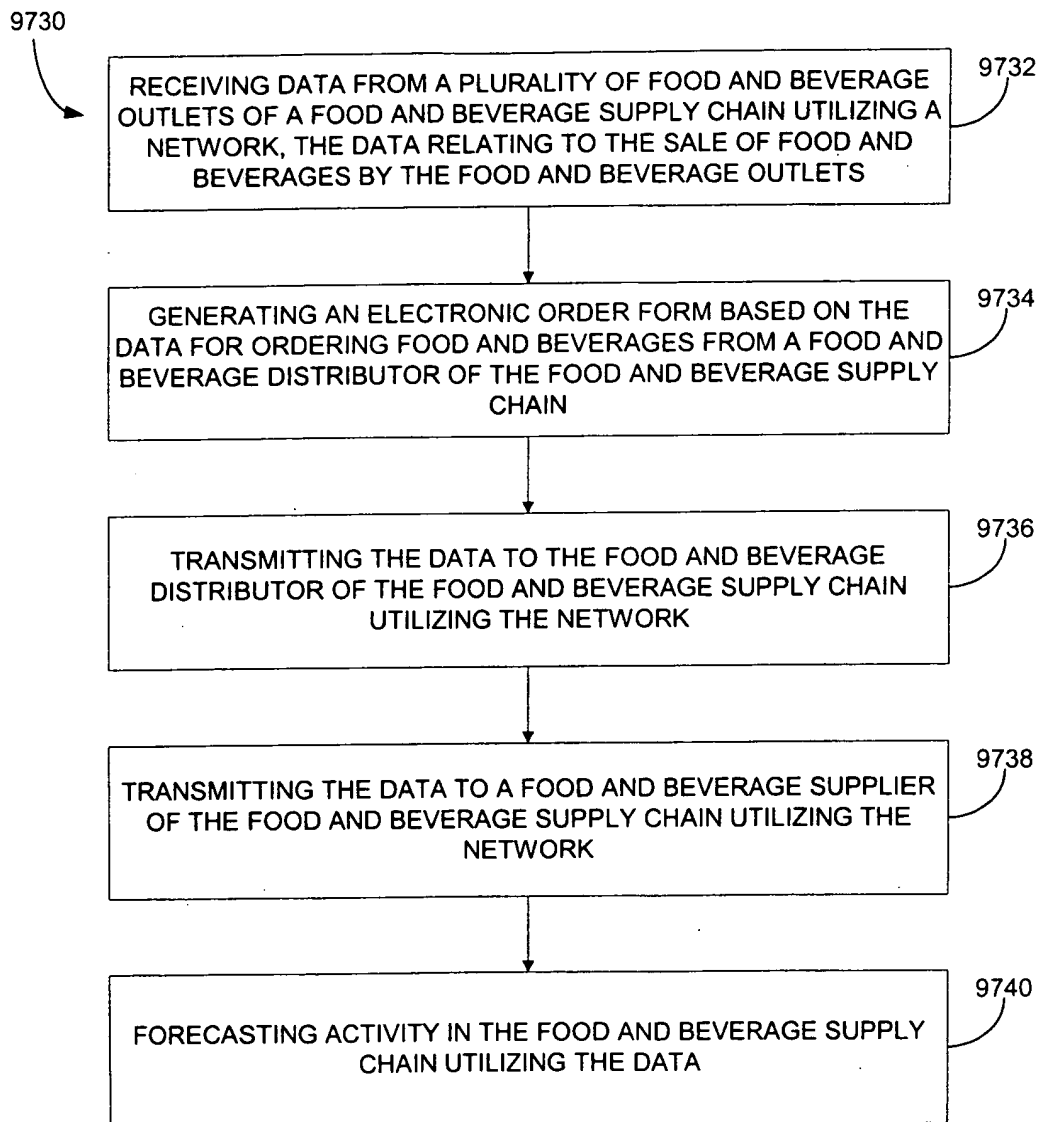 9730
RECEIVING DATA FROM A PLURALITY OF FOOD AND BEVERAGE
OUTLETS OF A FOOD AND BEVERAGE SUPPLY CHAIN UTILIZING A
NETWORK, THE DATA RELATING TO THE SALE OF FOOD AND
BEVERAGES BY THE FOOD AND BEVERAGE OUTLETS
9732
GENERATING AN ELECTRONIC ORDER FORM BASED ON THE
DATA FOR ORDERING FOOD AND BEVERAGES FROM A FOOD AND
BEVERAGE DISTRIBUTOR OF THE FOOD AND BEVERAGE SUPPLY
CHAIN
9734
TRANSMITTING THE DATA TO THE FOOD AND BEVERAGE
DISTRIBUTOR OF THE FOOD AND BEVERAGE SUPPLY CHAIN
UTILIZING THE NETWORK
9736
TRANSMITTING THE DATA TO A FOOD AND BEVERAGE SUPPLIER
OF THE FOOD AND BEVERAGE SUPPLY CHAIN UTILIZING THE
NETWORK
9738
FORECASTING ACTIVITY IN THE FOOD AND BEVERAGE SUPPLY
CHAIN UTILIZING THE DATA
9740